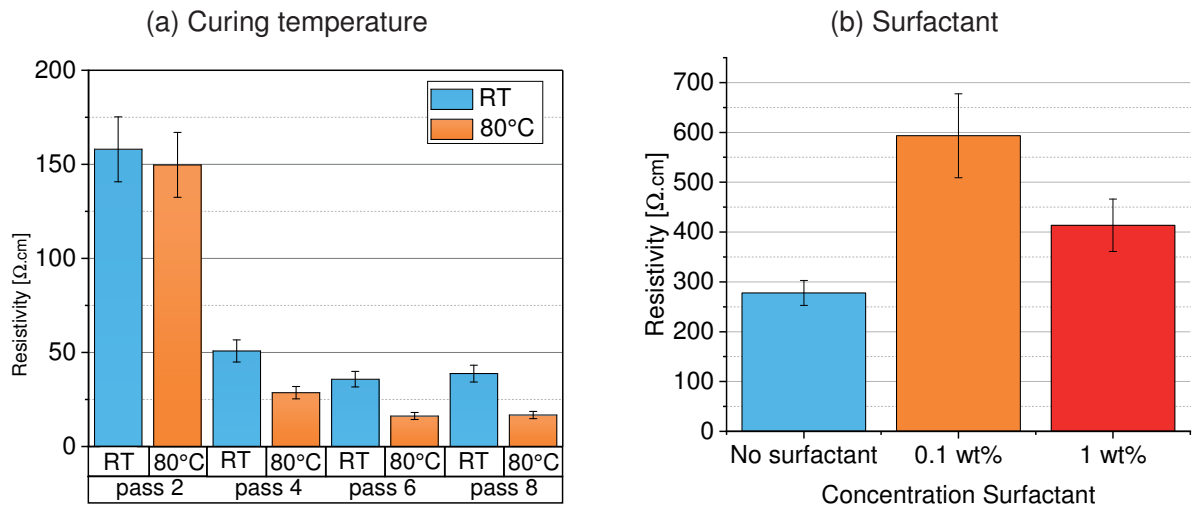 (a) Curing temperature
200
150
100
50
0
Resistivity [Ω.cm]
RT
80°C
RT 80°C RT 80°C RT 80°C RT 80°C
pass 2 pass 4 pass 6 pass 8
(b) Surfactant
700
600
500
400
300
200
100
0
Resistivity [Ω.cm]
No surfactant 0.1 wt% 1 wt%
Concentration Surfactant